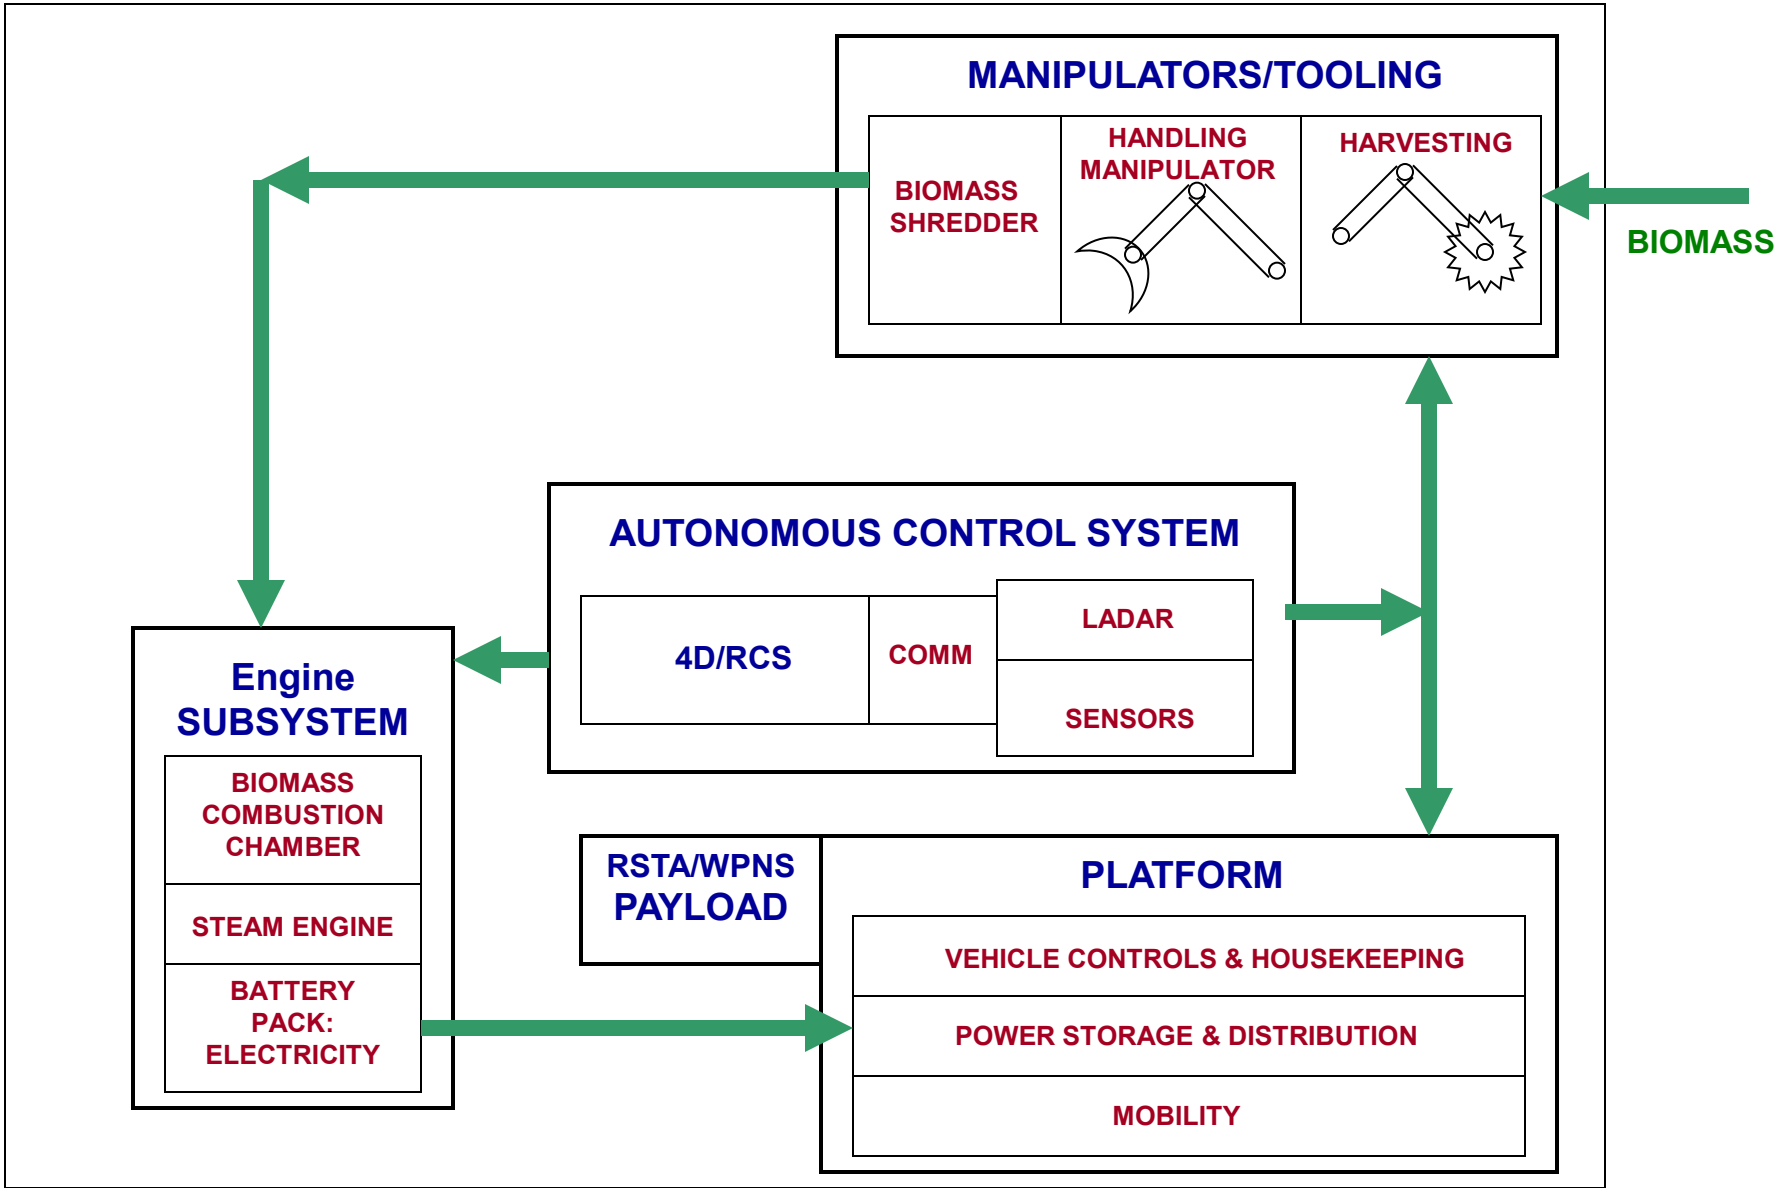 MANIPULATORS/TOOLING
BIOMASS
SHREDDER
HANDLING
MANIPULATOR
HARVESTING
BIOMASS
AUTONOMOUS CONTROL SYSTEM
4D/RCS
COMM
LADAR
SENSORS
Engine
SUBSYSTEM
BIOMASS
COMBUSTION
CHAMBER
STEAM ENGINE
BATTERY
PACK:
ELECTRICITY
RSTA/WPNS
PAYLOAD
PLATFORM
VEHICLE CONTROLS & HOUSEKEEPING
POWER STORAGE & DISTRIBUTION
MOBILITY